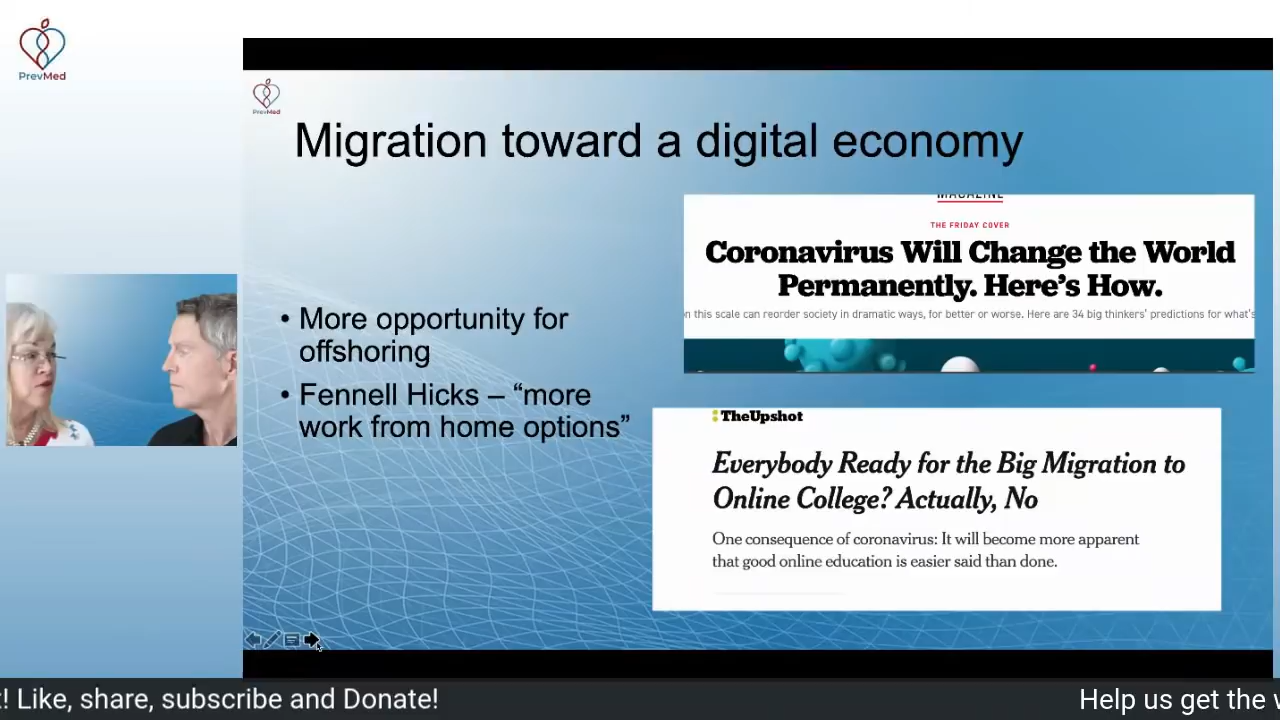 PrevMed
PrevMed
Migration toward a digital economy
• More opportunity for
offshoring
• Fennell Hicks – “more
work from home options”
MAGAZINE
THE FRIDAY COVER
Coronavirus Will Change the World
Permanently. Here’s How.
n this scale can reorder society in dramatic ways, for better or worse. Here are 34 big thinkers’ predictions for what’s
TheUpshot
Everybody Ready for the Big Migration to
Online College? Actually, No
One consequence of coronavirus: It will become more apparent
that good online education is easier said than done.
! Like, share, subscribe and Donate!
Help us get the